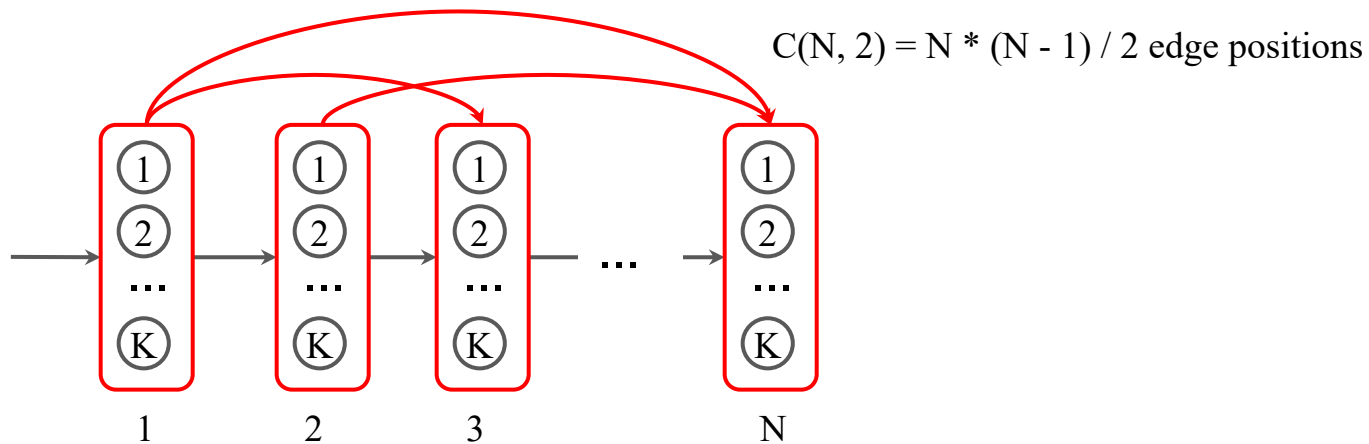 C(N, 2) = N * (N - 1) / 2 edge positions
1 1 1 1
2 2 2 ... 2
... ... ... ...
K K K K
1 2 3 N